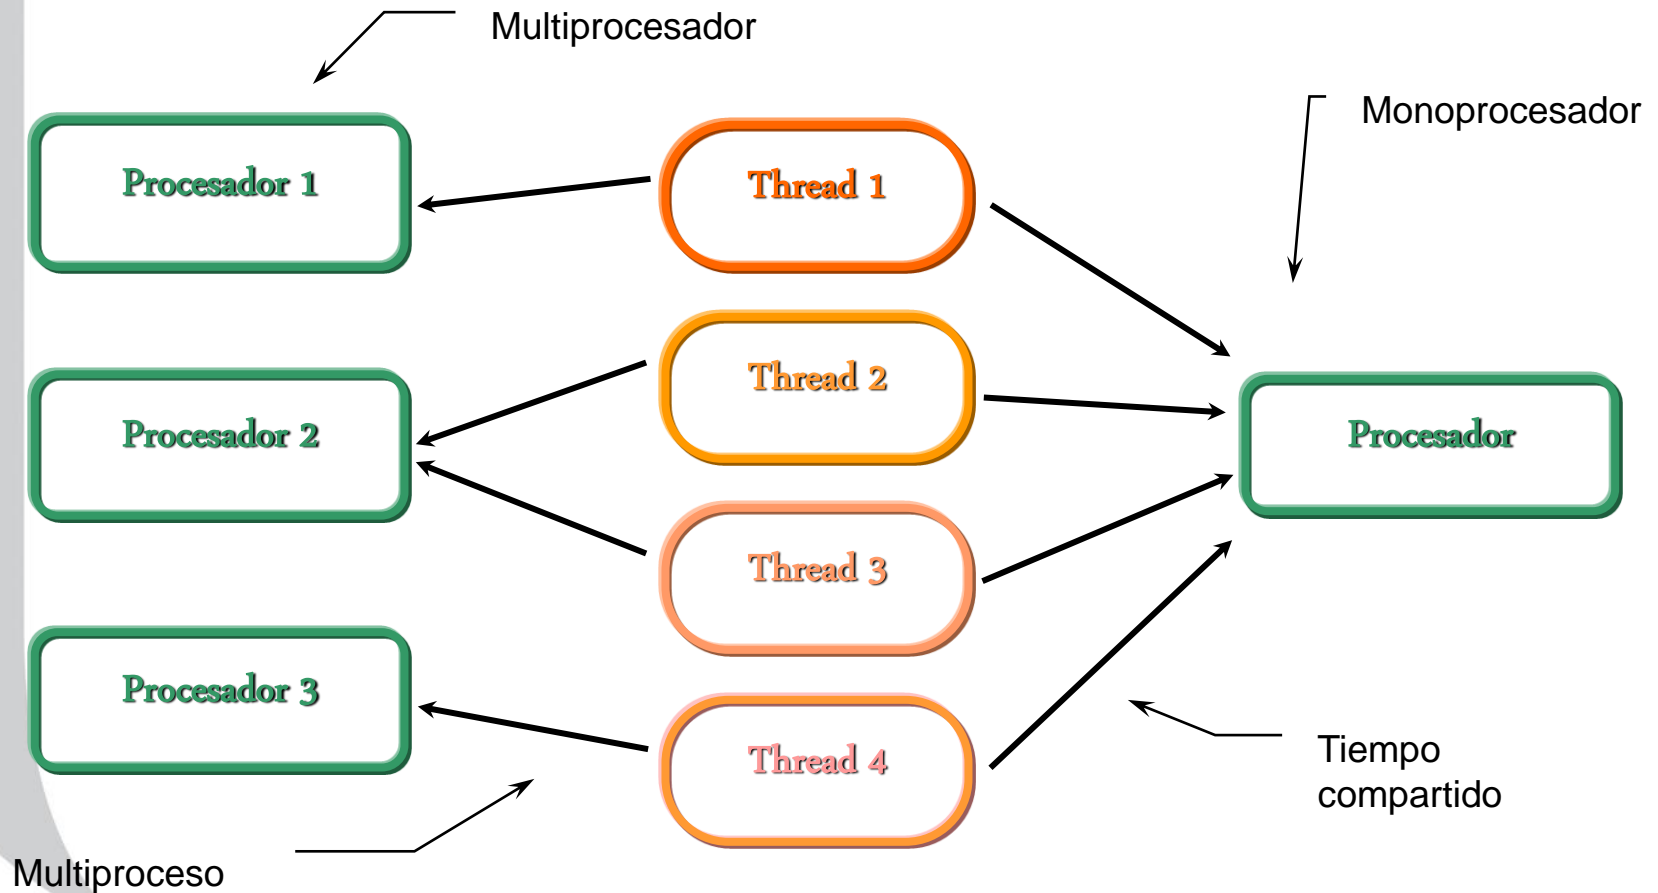 Multiprocesador
Monoprocesador
Procesador 1
Thread 1
Thread 2
Procesador 2
Procesador
Thread 3
Procesador 3
Thread 4
Tiempo
compartido
Multiproceso